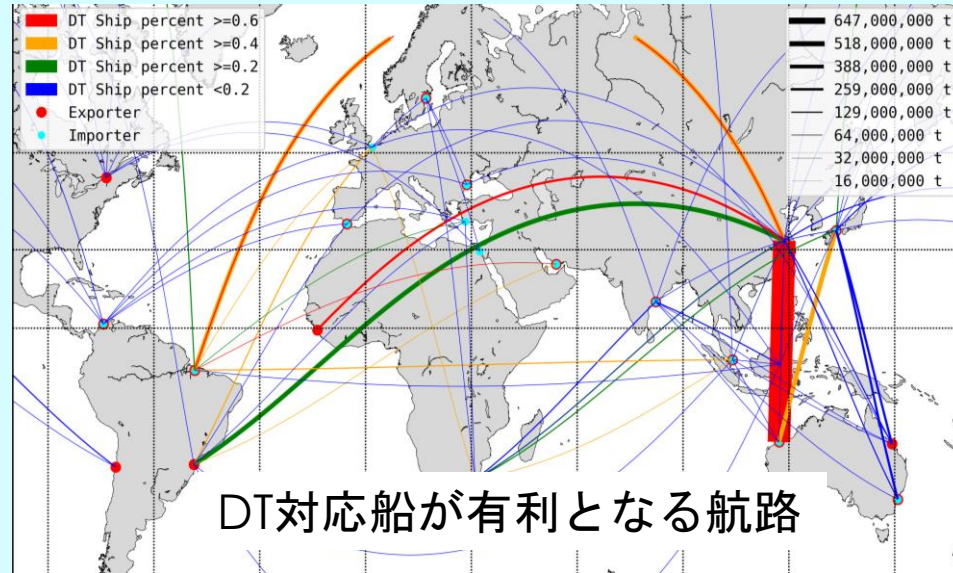 DT Ship percent >=0.6
DT Ship percent >=0.4
DT Ship percent >=0.2
DT Ship percent <0.2
Exporter
Importer
647,000,000 t
518,000,000 t
388,000,000 t
259,000,000 t
129,000,000 t
64,000,000 t
32,000,000 t
16,000,000 t
DT対応船が有利となる航路